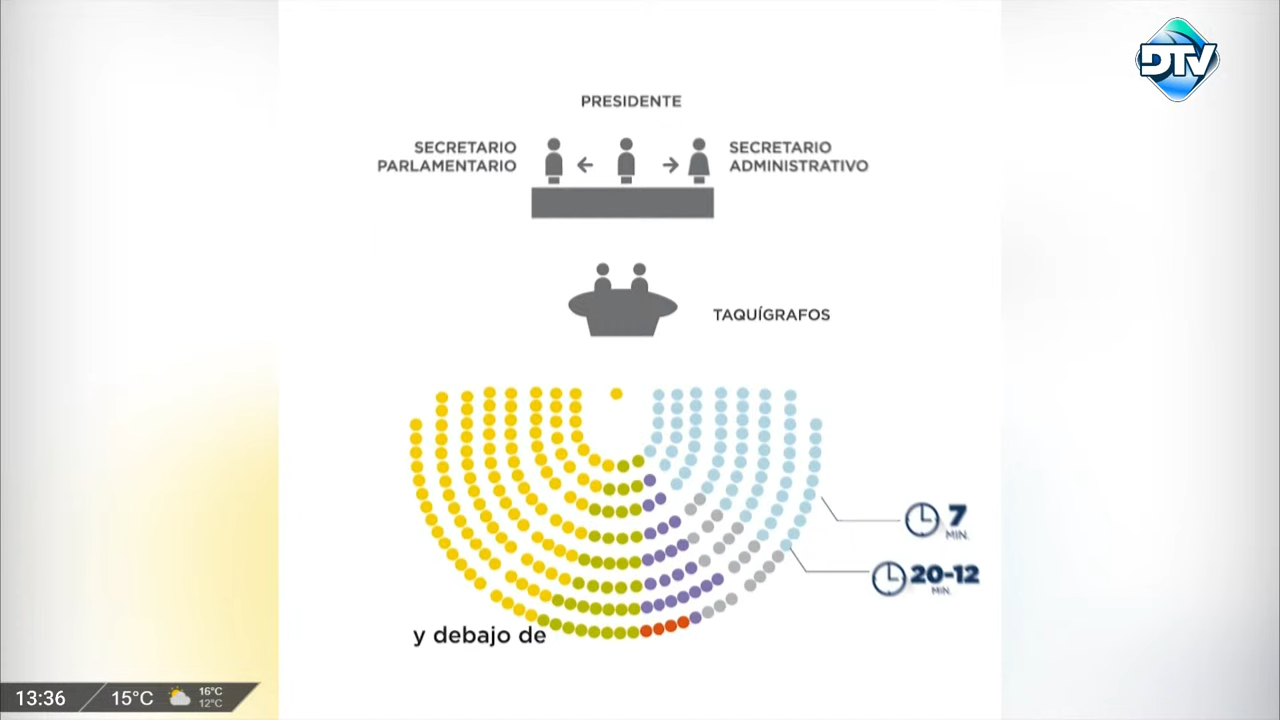 DTV
PRESIDENTE
SECRETARIO
PARLAMENTARIO
SECRETARIO
ADMINISTRATIVO
TAQUÍGRAFOS
7
MIN.
20-12
MIN.
y debajo de
13:36
15°C
16°C
12°C